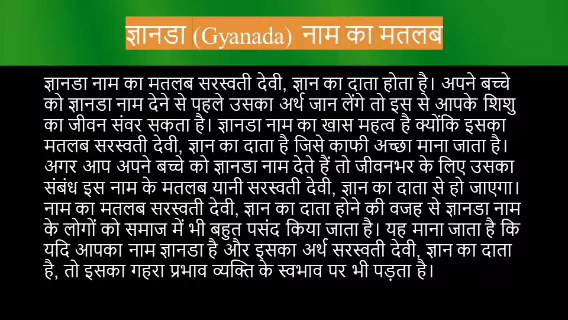 ज्ञानडा (Gyanada) नाम का मतलब
ज्ञानडा नाम का मतलब सरस्वती देवी, ज्ञान का दाता होता है। अपने बच्चे
को ज्ञानडा नाम देने से पहले उसका अर्थ जान लेंगे तो इस से आपके शिशु
का जीवन संवर सकता है। ज्ञानडा नाम का खास महत्व है क्योंकि इसका
मतलब सरस्वती देवी, ज्ञान का दाता है जिसे काफी अच्छा माना जाता है।
अगर आप अपने बच्चे को ज्ञानडा नाम देते हैं तो जीवनभर के लिए उसका
संबंध इस नाम के मतलब यानी सरस्वती देवी, ज्ञान का दाता से हो जाएगा।
नाम का मतलब सरस्वती देवी, ज्ञान का दाता होने की वजह से ज्ञानडा नाम
के लोगों को समाज में भी बहुत पसंद किया जाता है। यह माना जाता है कि
यदि आपका नाम ज्ञानडा है और इसका अर्थ सरस्वती देवी, ज्ञान का दाता
है, तो इसका गहरा प्रभाव व्यक्ति के स्वभाव पर भी पड़ता है।